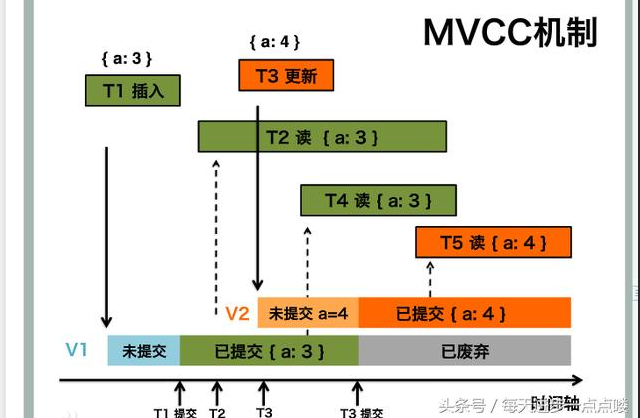 MVCC机制
{ a: 3 }
{ a: 4 }
T1 插入
T3 更新
T2 读 { a: 3 }
T4 读 { a: 3 }
T5 读 { a: 4 }
V2
未提交 a=4
已提交 { a: 4 }
V1
未提交
已提交 { a: 3 }
已废弃
时间轴
T1 提交
T2
T3
T3 提交
头条号 / 每天进步一点点喽